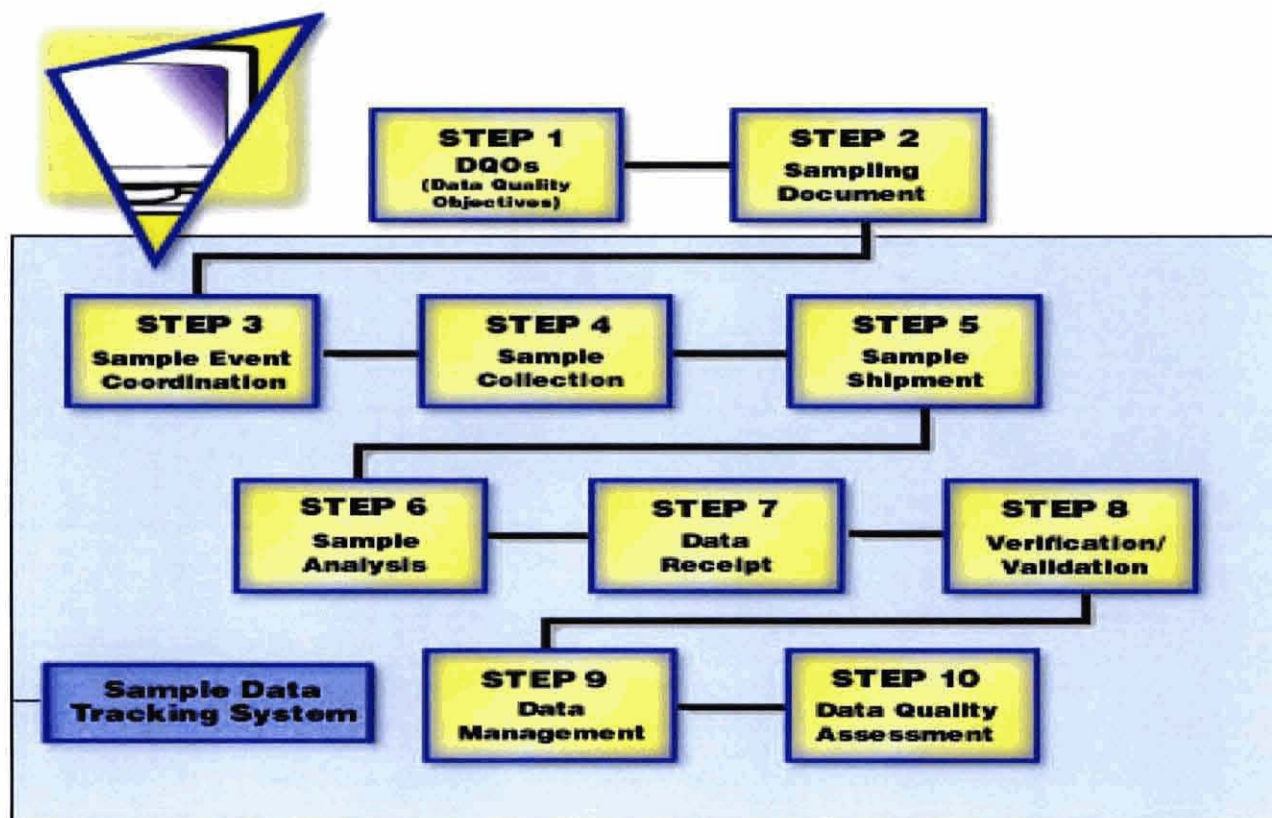 STEP 1
DQOs
(Data Quality
Objectives)
STEP 2
Sampling
Document
STEP 3
Sample Event
Coordination
STEP 4
Sample
Collection
STEP 5
Sample
Shipment
STEP 6
Sample
Analysis
STEP 7
Data
Receipt
STEP 8
Verification/
Validation
STEP 9
Data
Management
STEP 10
Data Quality
Assessment
Sample Data
Tracking System